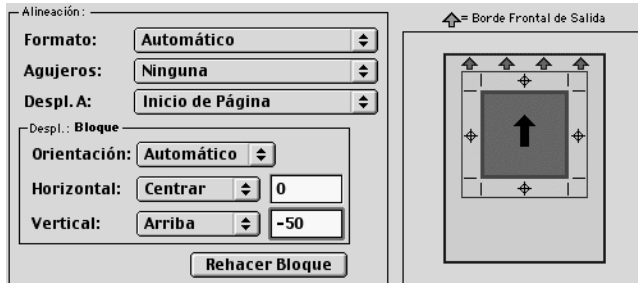 Alineación:
Formato: Automático
Agujeros: Ninguna
Despl. A: Inicio de Página
Despl.: Bloque
Orientación: Automático
Horizontal: Centrar 0
Vertical: Arriba -50
Rehacer Bloque
= Borde Frontal de Salida